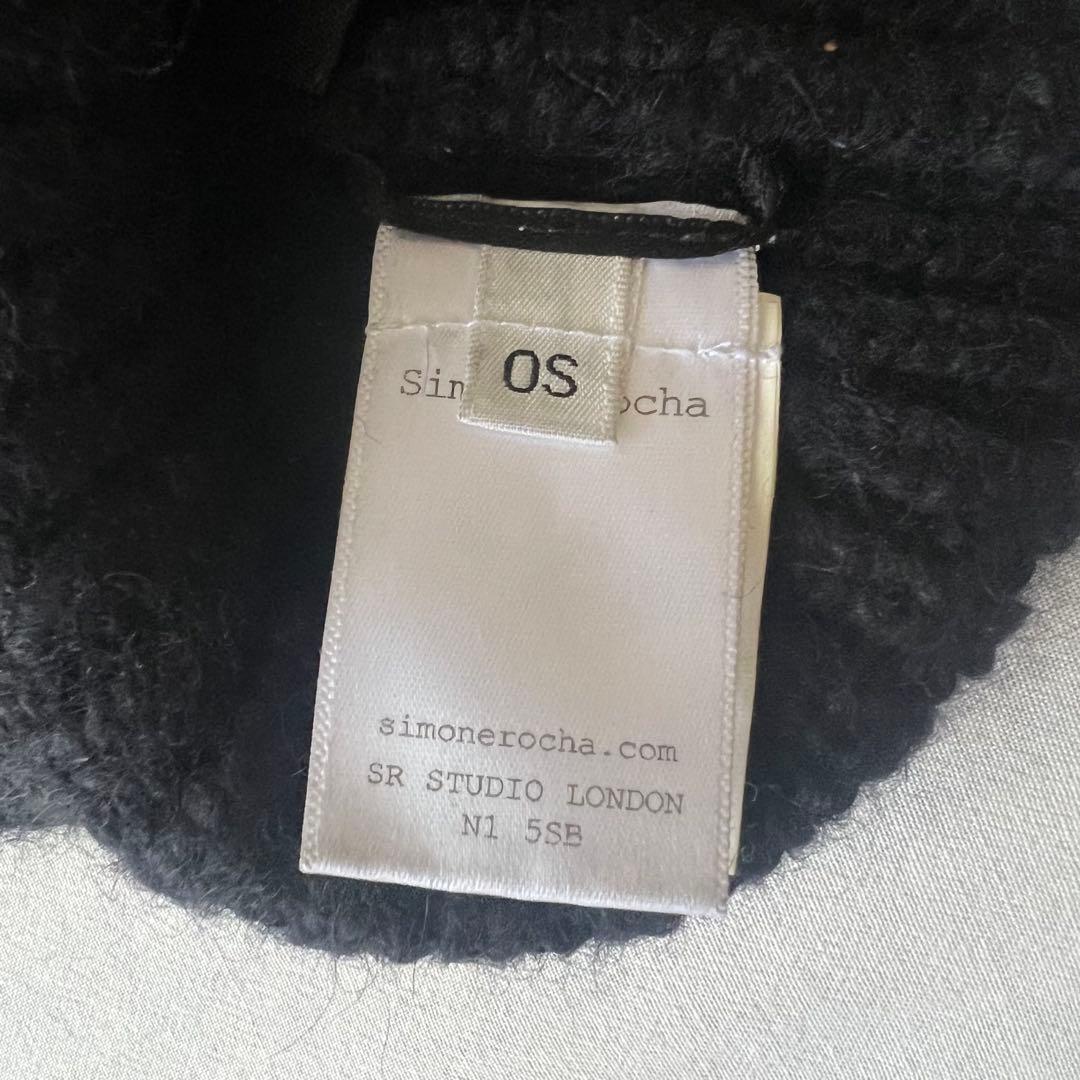 OS
Sim ocha
simonerocha.com
SR STUDIO LONDON
N1 5SB